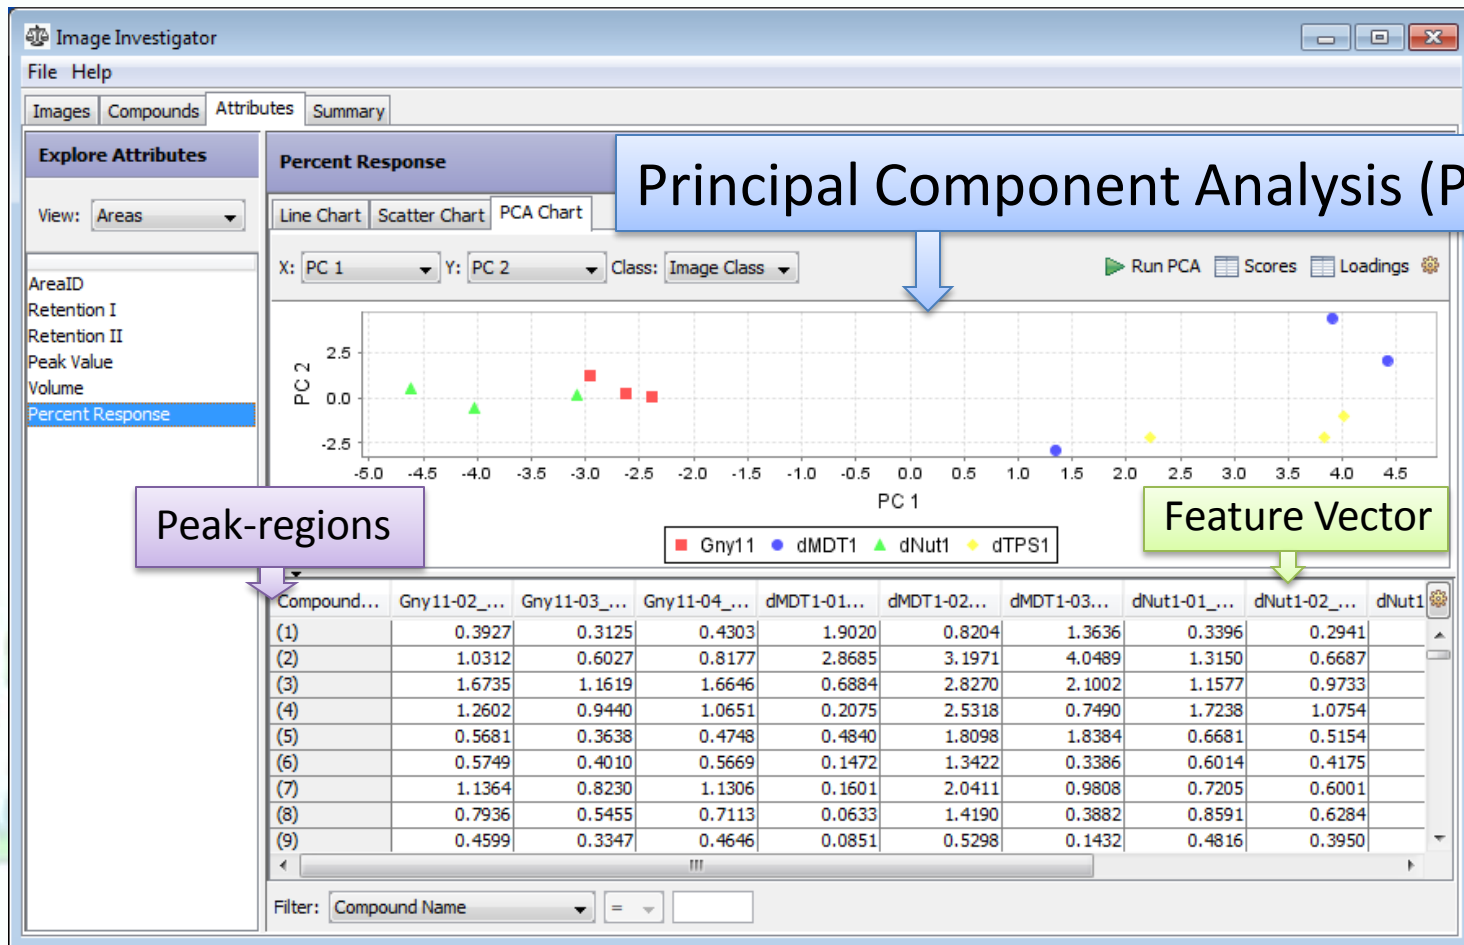 Image Investigator
File Help
Images Compounds Attributes Summary
Explore Attributes
Percent Response
Principal Component Analysis (P
View: Areas
Line Chart Scatter Chart PCA Chart
X: PC 1 Y: PC 2 Class: Image Class Run PCA Scores Loadings
AreaID
Retention I
Retention II
Peak Value
Volume
Percent Response
PC 2
2.5
0.0
-2.5
-5.0 -4.5 -4.0 -3.5 -3.0 -2.5 -2.0 -1.5 -1.0 -0.5 0.0 0.5 1.0 1.5 2.0 2.5 3.0 3.5 4.0 4.5
PC 1
Peak-regions
Feature Vector
Gny11 dMDT1 dNut1 dTPS1
Compound... Gny11-02_... Gny11-03_... Gny11-04_... dMDT1-01... dMDT1-02... dMDT1-03... dNut1-01_... dNut1-02_... dNut1
(1) 0.3927 0.3125 0.4303 1.9020 0.8204 1.3636 0.3396 0.2941
(2) 1.0312 0.6027 0.8177 2.8685 3.1971 4.0489 1.3150 0.6687
(3) 1.6735 1.1619 1.6646 0.6884 2.8270 2.1002 1.1577 0.9733
(4) 1.2602 0.9440 1.0651 0.2075 2.5318 0.7490 1.7238 1.0754
(5) 0.5681 0.3638 0.4748 0.4840 1.8098 1.8384 0.6681 0.5154
(6) 0.5749 0.4010 0.5669 0.1472 1.3422 0.3386 0.6014 0.4175
(7) 1.1364 0.8230 1.1306 0.1601 2.0411 0.9808 0.7205 0.6001
(8) 0.7936 0.5455 0.7113 0.0633 1.4190 0.3882 0.8591 0.6284
(9) 0.4599 0.3347 0.4646 0.0851 0.5298 0.1432 0.4816 0.3950
Filter: Compound Name =